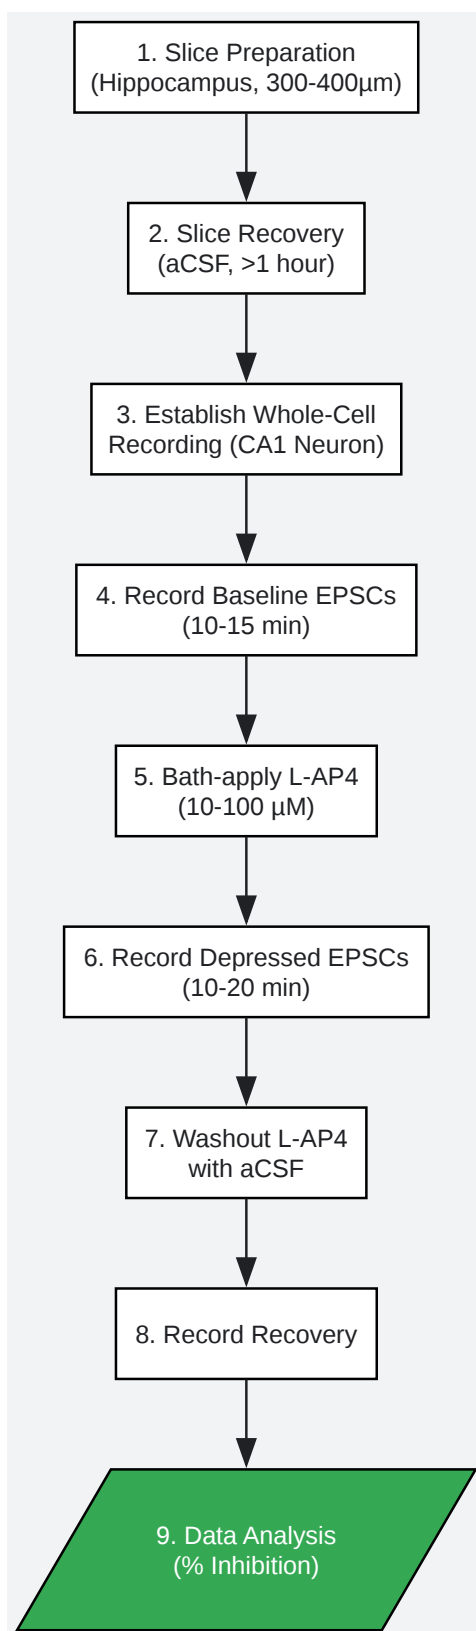 1. Slice Preparation
(Hippocampus, 300-400µm)
2. Slice Recovery
(aCSF, >1 hour)
3. Establish Whole-Cell
Recording (CA1 Neuron)
4. Record Baseline EPSCs
(10-15 min)
5. Bath-apply L-AP4
(10-100 µM)
6. Record Depressed EPSCs
(10-20 min)
7. Washout L-AP4
with aCSF
8. Record Recovery
9. Data Analysis
(% Inhibition)